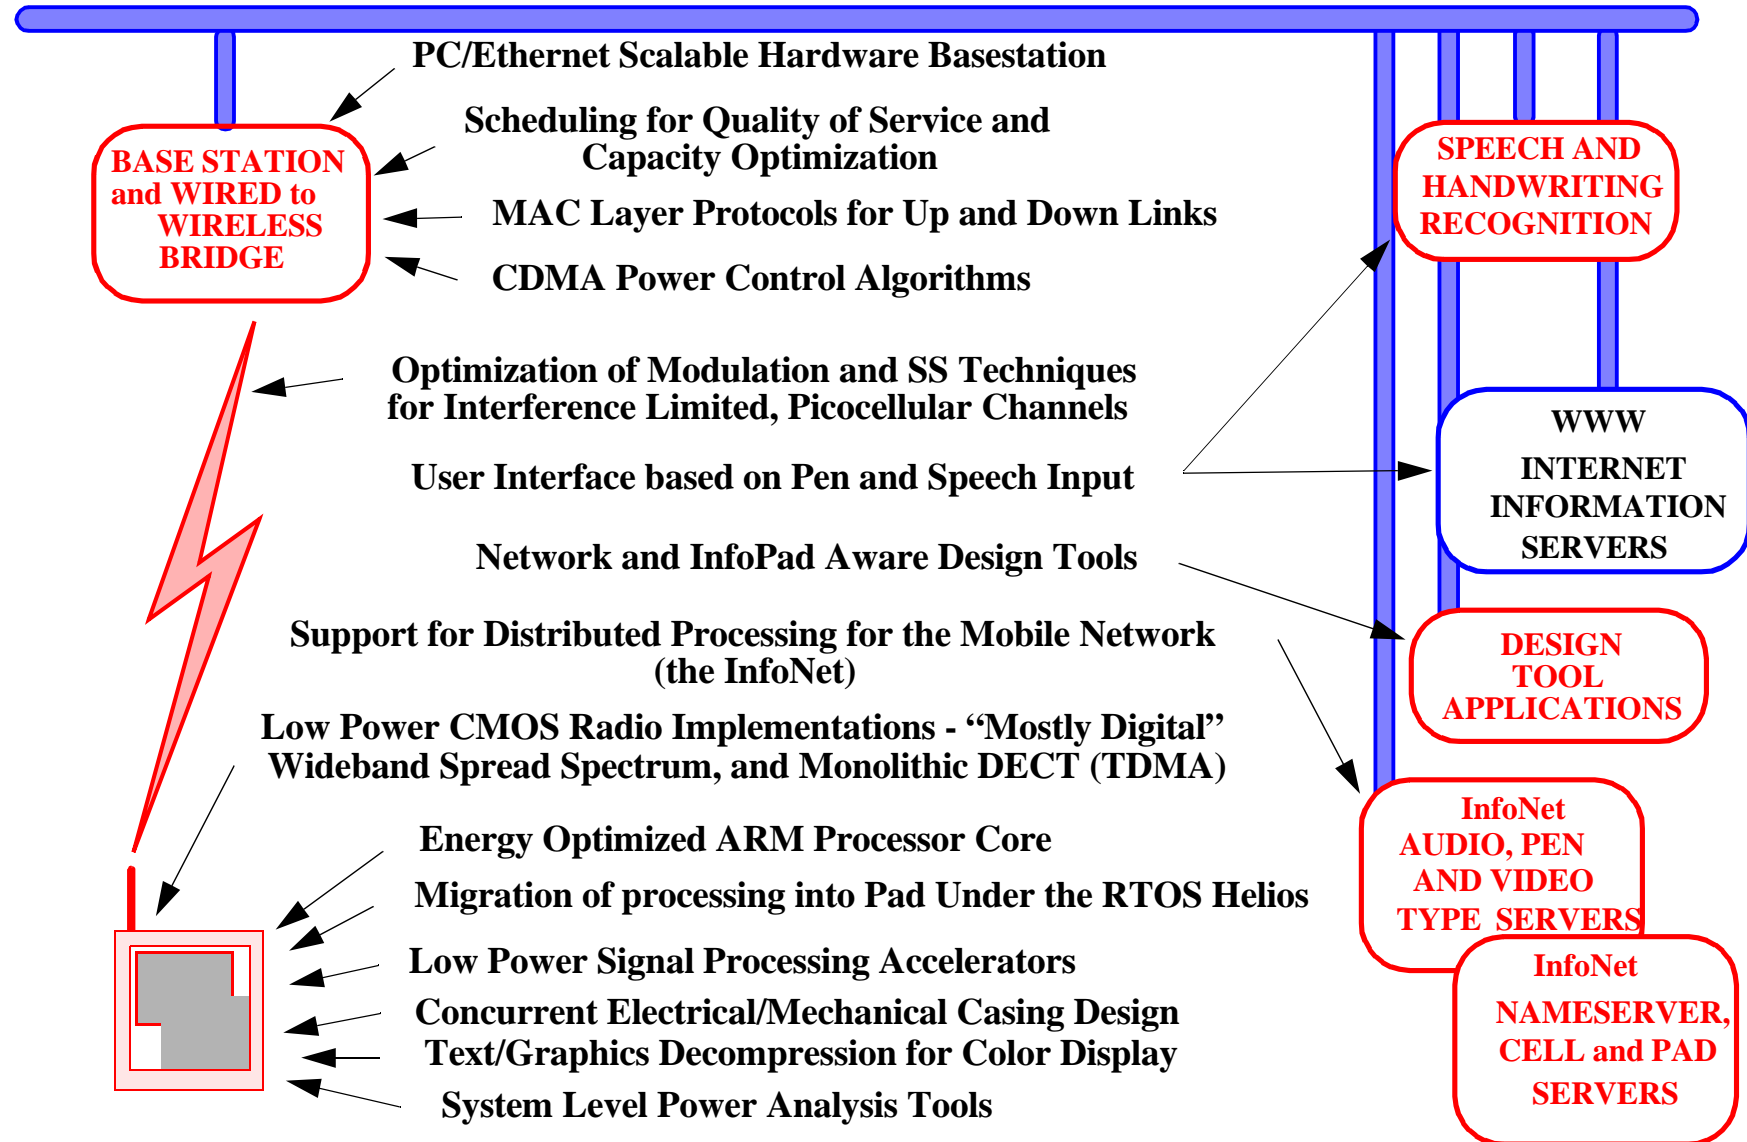 PC/Ethernet Scalable Hardware Basestation
Scheduling for Quality of Service and
Capacity Optimization
BASE STATION
and WIRED to
WIRELESS
BRIDGE
MAC Layer Protocols for Up and Down Links
CDMA Power Control Algorithms
SPEECH AND
HANDWRITING
RECOGNITION
Optimization of Modulation and SS Techniques
for Interference Limited, Picocellular Channels
User Interface based on Pen and Speech Input
WWW
INTERNET
INFORMATION
SERVERS
Network and InfoPad Aware Design Tools
Support for Distributed Processing for the Mobile Network
(the InfoNet)
DESIGN
TOOL
APPLICATIONS
Low Power CMOS Radio Implementations - “Mostly Digital”
Wideband Spread Spectrum, and Monolithic DECT (TDMA)
InfoNet
AUDIO, PEN
AND VIDEO
TYPE SERVERS
Energy Optimized ARM Processor Core
Migration of processing into Pad Under the RTOS Helios
Low Power Signal Processing Accelerators
Concurrent Electrical/Mechanical Casing Design
Text/Graphics Decompression for Color Display
System Level Power Analysis Tools
InfoNet
NAMESERVER,
CELL and PAD
SERVERS